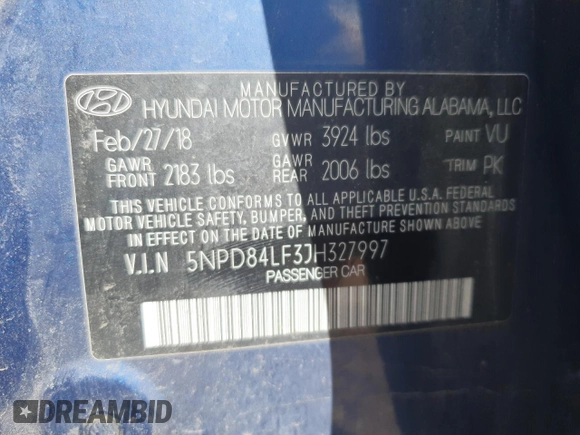 MANUFACTURED BY
HYUNDAI MOTOR MANUFACTURING ALABAMA, LLC
Feb/27/18 GVWR 3924 lbs PAINT VU
GAWR FRONT 2183 lbs GAWR REAR 2006 lbs TRIM PK
THIS VEHICLE CONFORMS TO ALL APPLICABLE U.S.A. FEDERAL
MOTOR VEHICLE SAFETY, BUMPER, AND THEFT PREVENTION STANDARDS
IN EFFECT ON THE DATE OF MANUFACTURE SHOWN ABOVE.
V.I.N 5NPD84LF3JH327997
PASSENGER CAR
DREAMBID